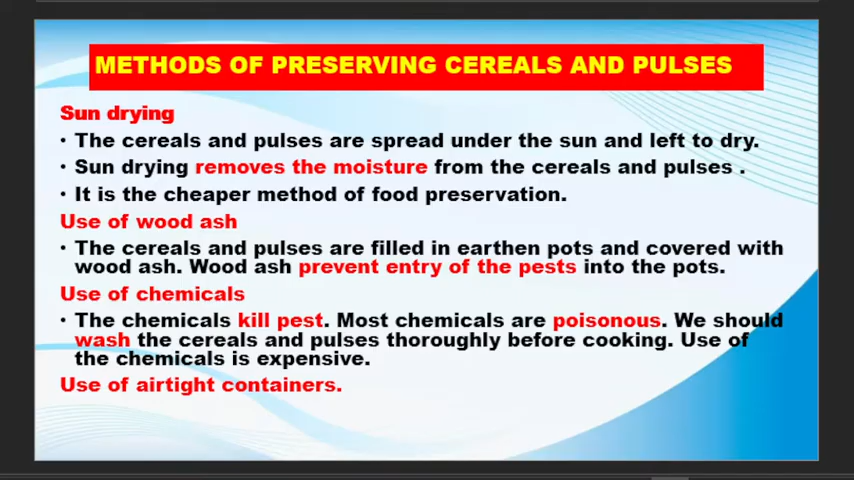 METHODS OF PRESERVING CEREALS AND PULSES
Sun drying
• The cereals and pulses are spread under the sun and left to dry.
• Sun drying removes the moisture from the cereals and pulses .
• It is the cheaper method of food preservation.
Use of wood ash
• The cereals and pulses are filled in earthen pots and covered with
wood ash. Wood ash prevent entry of the pests into the pots.
Use of chemicals
• The chemicals kill pest. Most chemicals are poisonous. We should
wash the cereals and pulses thoroughly before cooking. Use of
the chemicals is expensive.
Use of airtight containers.